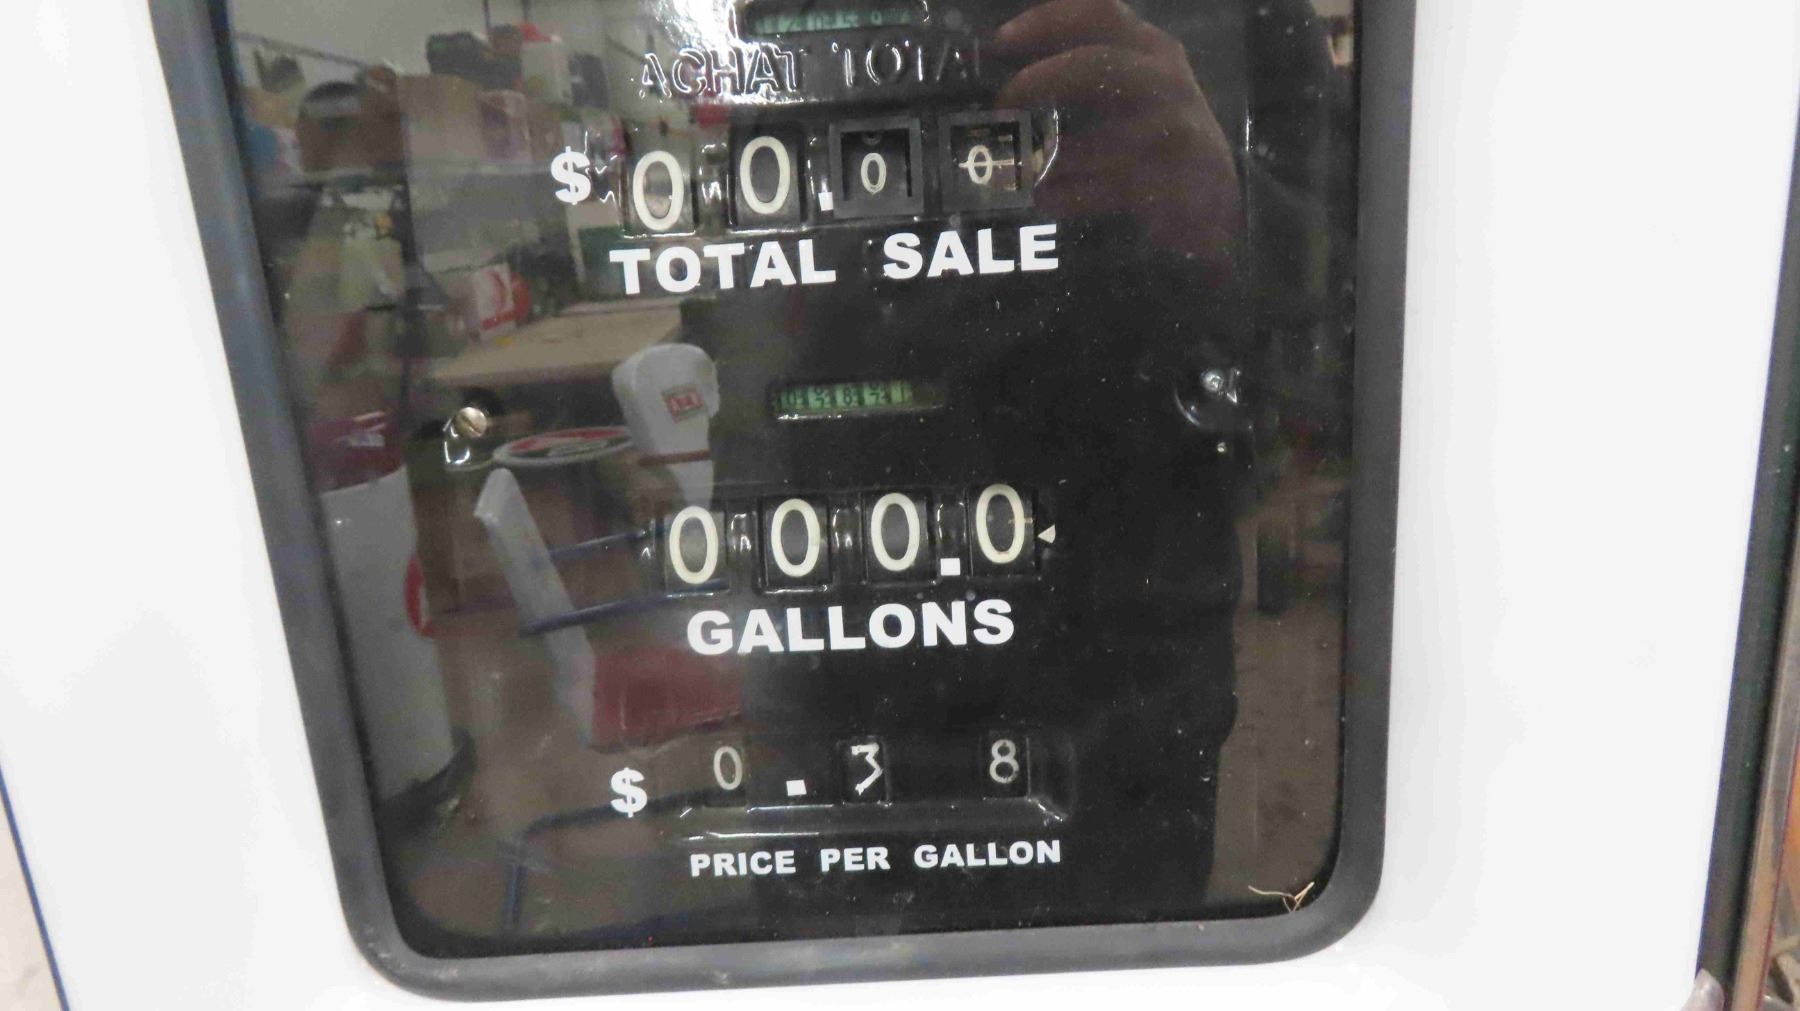 ACHAT TOTAL
$ 00.00
TOTAL SALE
000.0
GALLONS
$ 0.38
PRICE PER GALLON